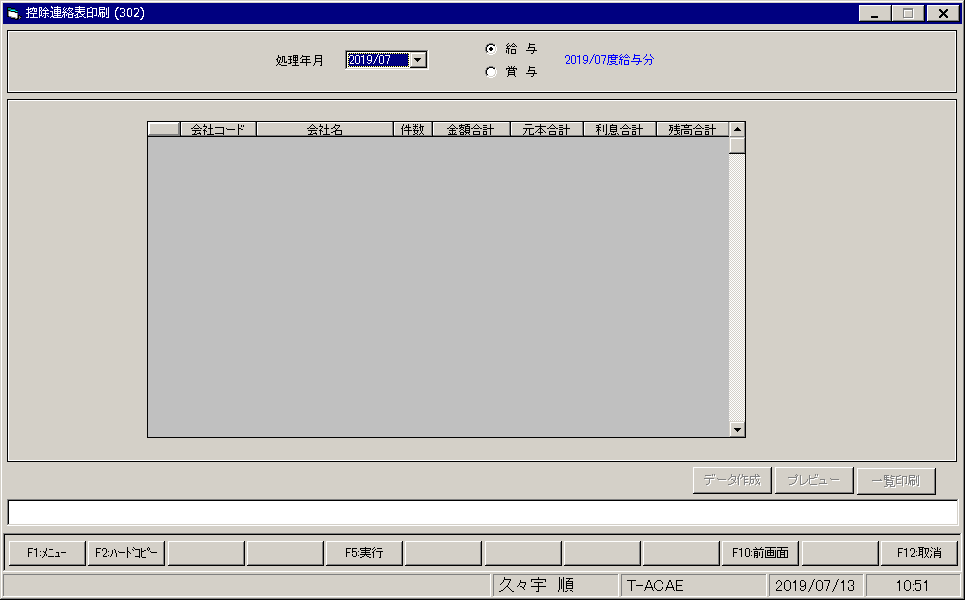 控除連絡表印刷 (302)
処理年月 2019/07 給 与 2019/07度給与分
賞 与
会社コード 会社名 件数 金額合計 元本合計 利息合計 残高合計
データ作成 プレビュー 一覧印刷
F1:ﾒﾆｭｰ F2:ﾊｰﾄﾞｺﾋﾟｰ F5:実行 F10:前画面 F12:取消
久々宇 順 T-ACAE 2019/07/13 10:51